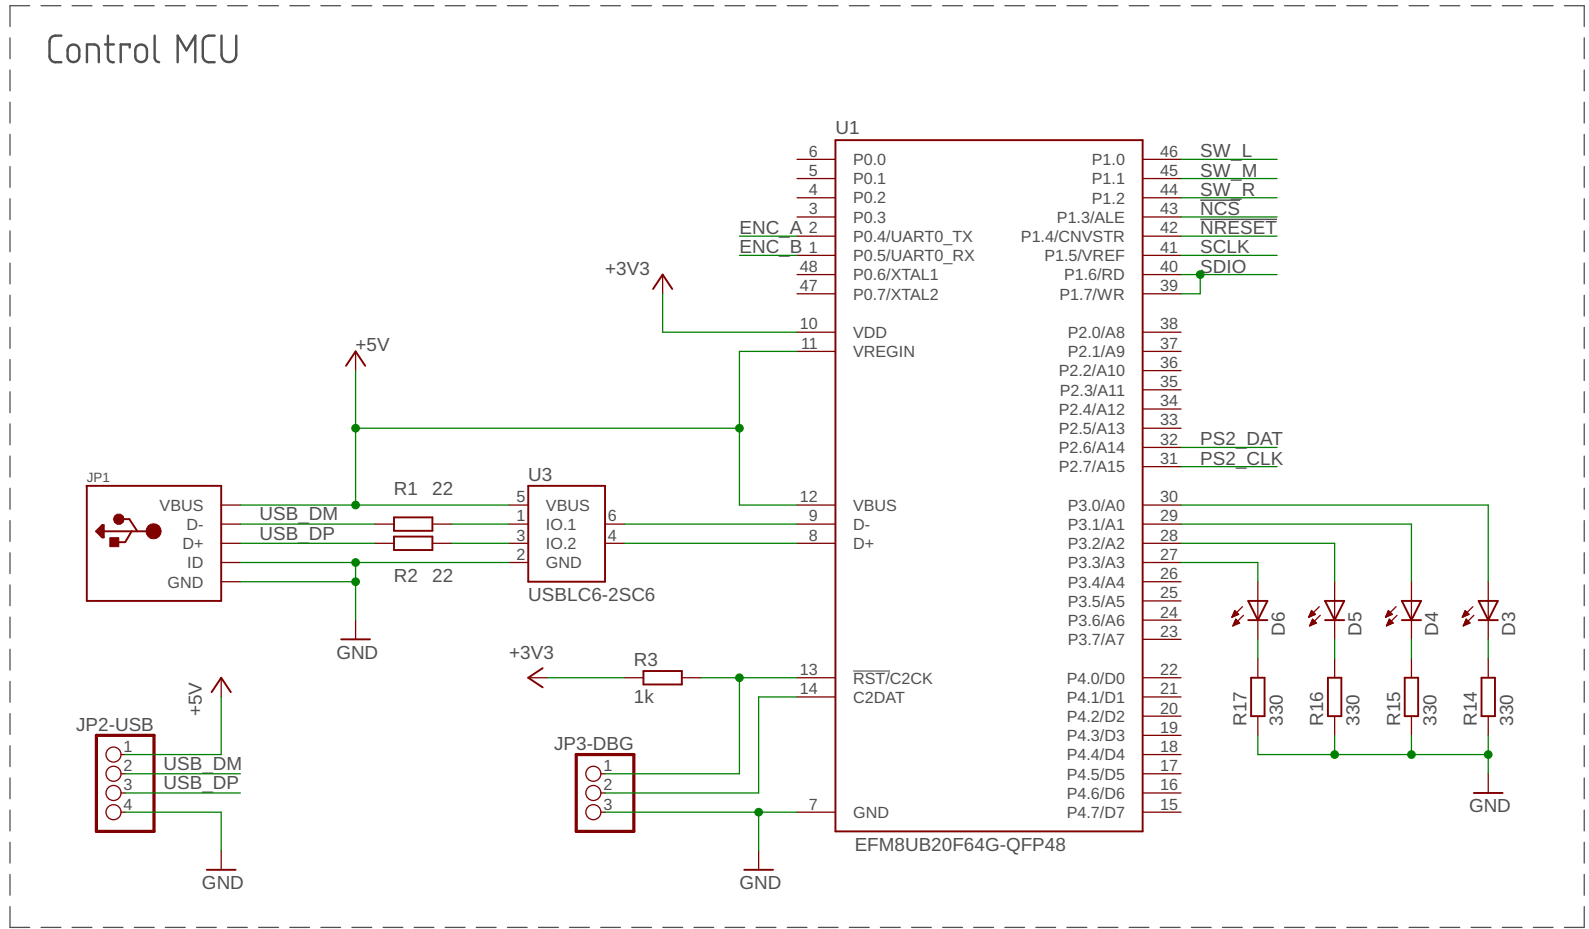 Control MCU
U1
6 P0.0 P1.0 46 SW_L
5 P0.1 P1.1 45 SW_M
4 P0.2 P1.2 44 SW_R
3 P0.3 P1.3/ALE 43 NCS
ENC_A 2 P0.4/UART0_TX P1.4/CNVSTR 42 NRESET
ENC_B 1 P0.5/UART0_RX P1.5/VREF 41 SCLK
48 P0.6/XTAL1 P1.6/RD 40 SDIO
47 P0.7/XTAL2 P1.7/WR 39
+3V3
10 VDD P2.0/A8 38
11 VREGIN P2.1/A9 37
P2.2/A10 36
P2.3/A11 35
P2.4/A12 34
P2.5/A13 33
P2.6/A14 32 PS2_DAT
P2.7/A15 31 PS2_CLK
+5V
JP1
VBUS
D-
D+
ID
GND
USB_DM
USB_DP
R1 22
R2 22
GND
U3
5 VBUS
1 IO.1 6
3 IO.2 4
2 GND
USBLC6-2SC6
12 VBUS P3.0/A0 30
9 D- P3.1/A1 29
8 D+ P3.2/A2 28
P3.3/A3 27
P3.4/A4 26
P3.5/A5 25
P3.6/A6 24
P3.7/A7 23
D6
D5
D4
D3
+3V3
R3
1k
13 RST/C2CK P4.0/D0 22
14 C2DAT P4.1/D1 21
P4.2/D2 20
P4.3/D3 19
P4.4/D4 18
P4.5/D5 17
P4.6/D6 16
7 GND P4.7/D7 15
R17 330
R16 330
R15 330
R14 330
GND
+5V
JP2-USB
1
2 USB_DM
3 USB_DP
4
GND
JP3-DBG
1
2
3
GND
EFM8UB20F64G-QFP48